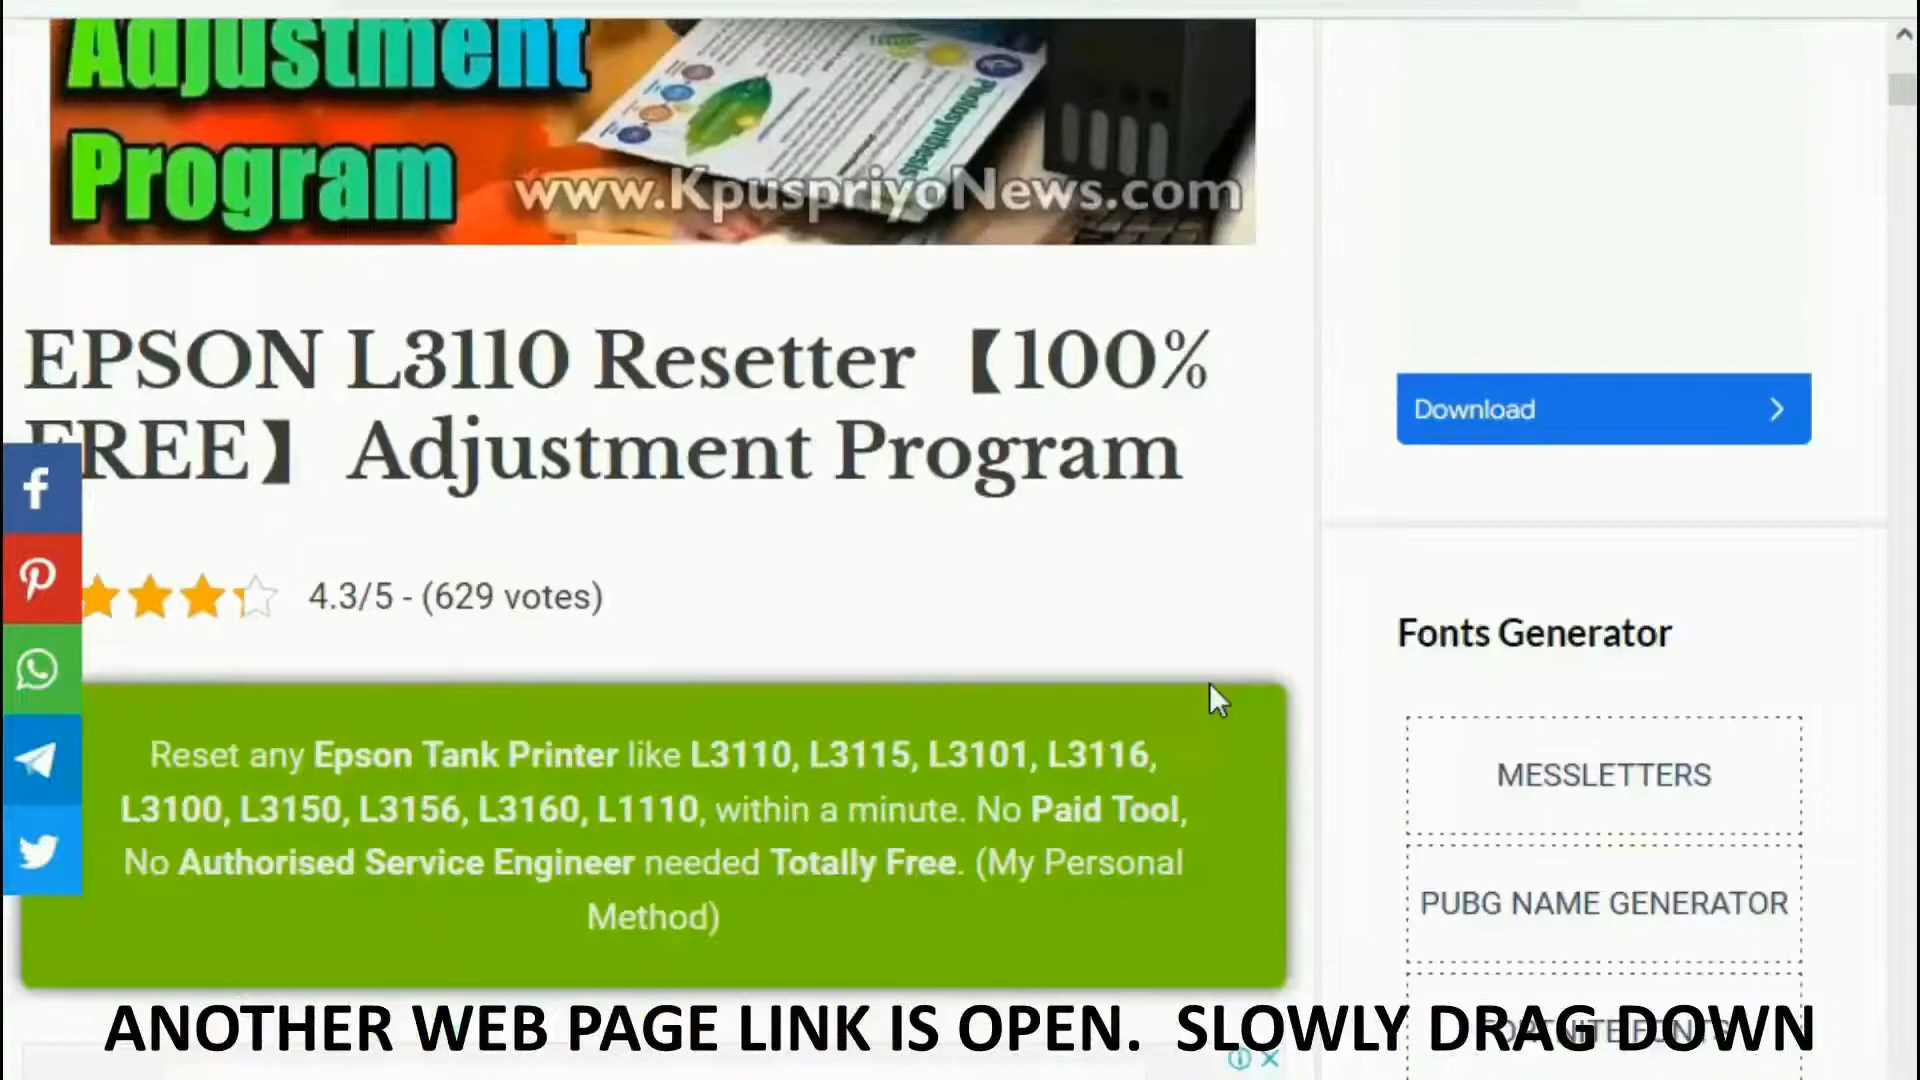 Adjustment
Program
Photosynthesis
www.KpuspriyoNews.com
EPSON L3110 Resetter【100%
FREE】 Adjustment Program
4.3/5 - (629 votes)
Reset any Epson Tank Printer like L3110, L3115, L3101, L3116,
L3100, L3150, L3156, L3160, L1110, within a minute. No Paid Tool,
No Authorised Service Engineer needed Totally Free. (My Personal
Method)
Download
Fonts Generator
MESSLETTERS
PUBG NAME GENERATOR
ANOTHER WEB PAGE LINK IS OPEN. SLOWLY DRAG DOWN